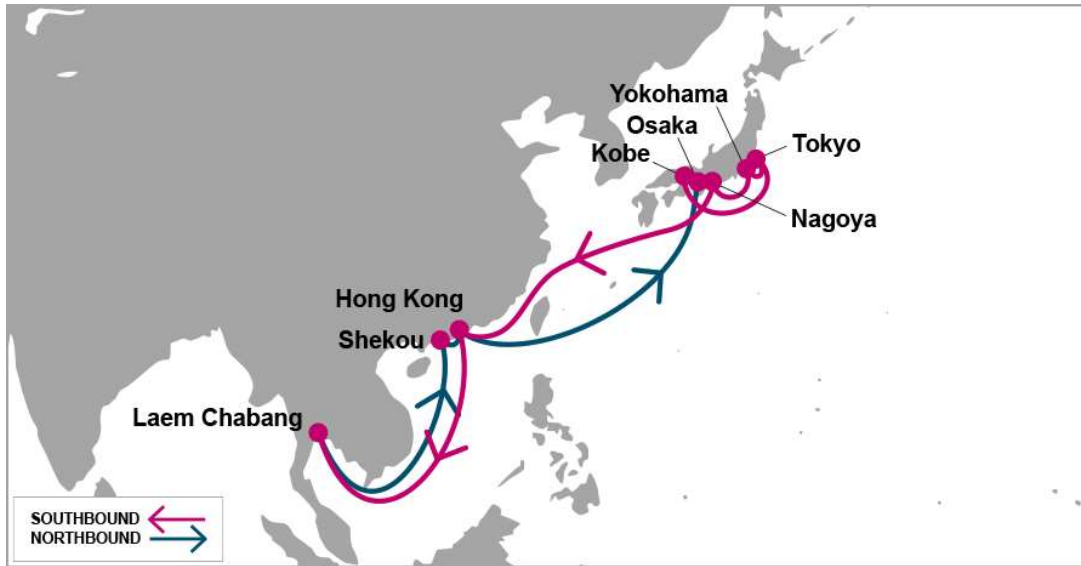 Yokohama
Osaka
Kobe
Tokyo
Nagoya
Hong Kong
Shekou
Laem Chabang
SOUTHBOUND
NORTHBOUND